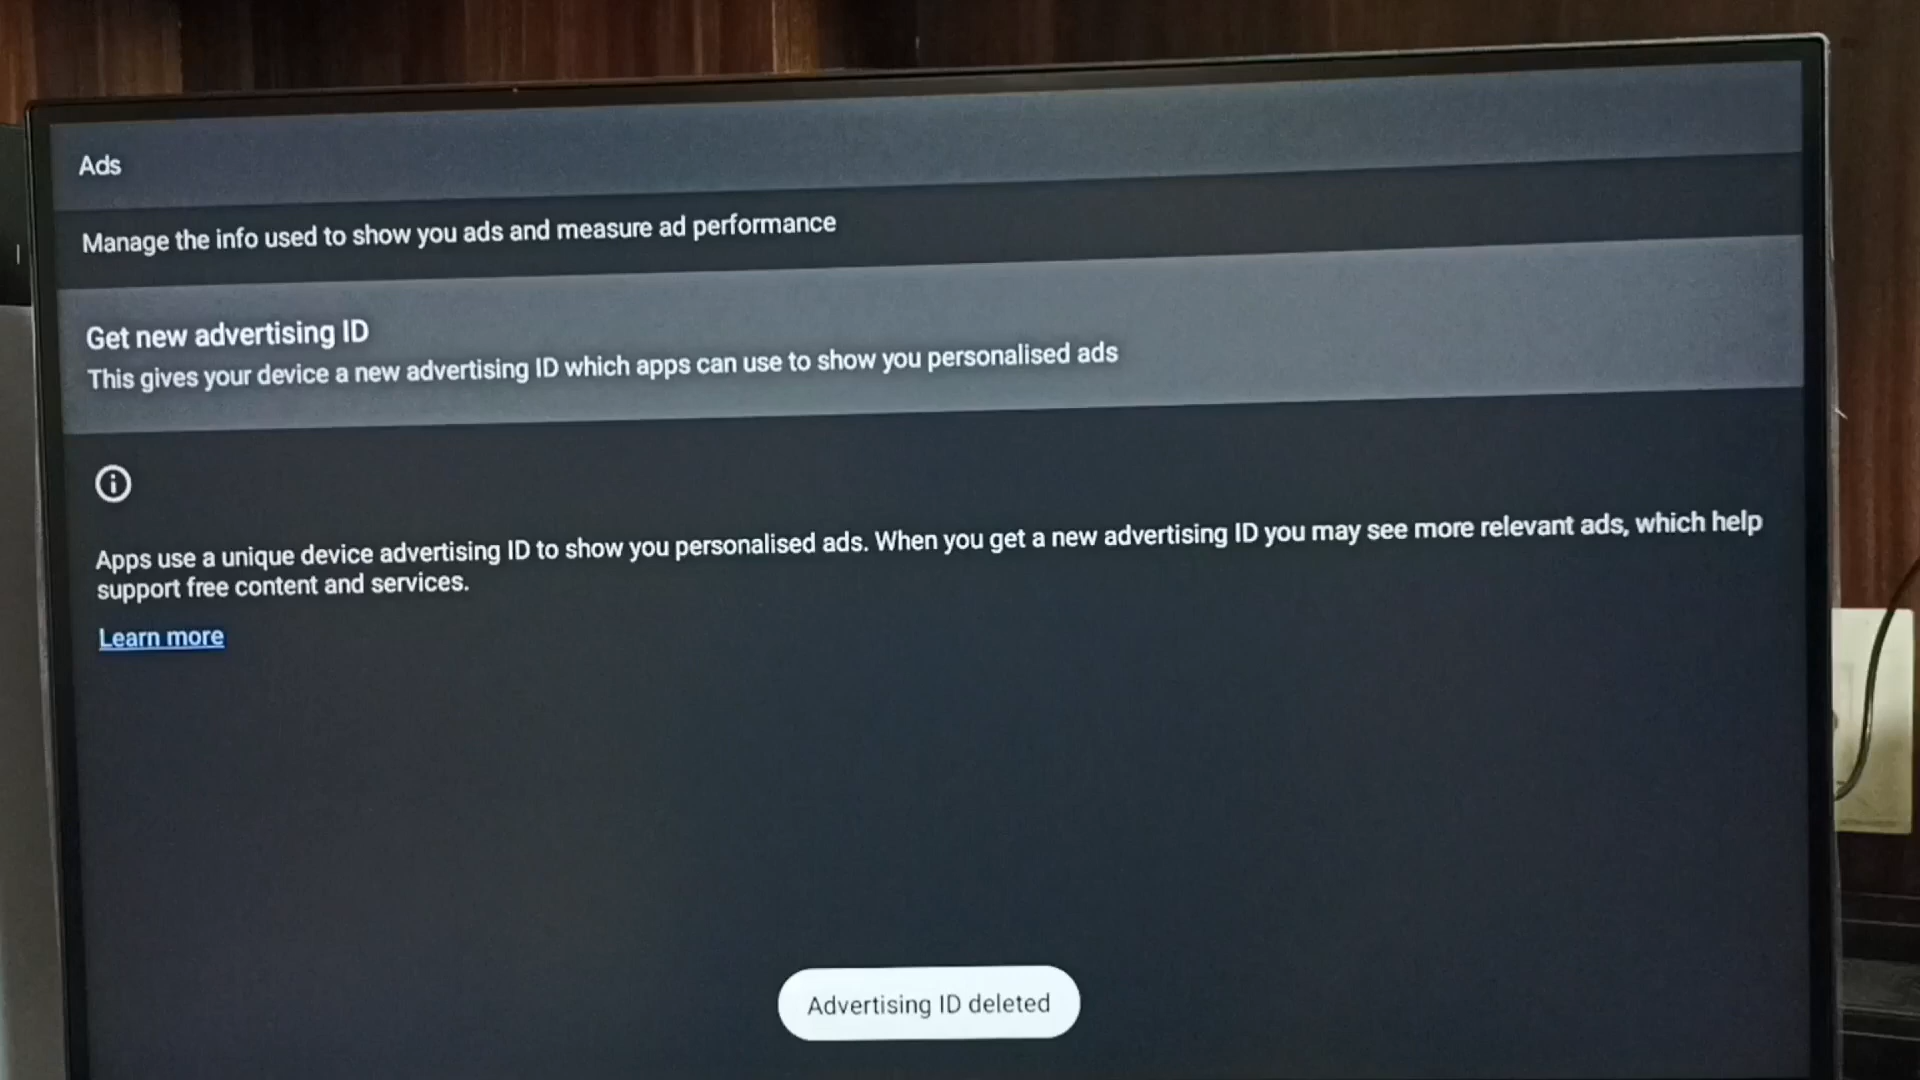 Ads
Manage the info used to show you ads and measure ad performance
Get new advertising ID
This gives your device a new advertising ID which apps can use to show you personalised ads
Apps use a unique device advertising ID to show you personalised ads. When you get a new advertising ID you may see more relevant ads, which help
support free content and services.
Learn more
Advertising ID deleted